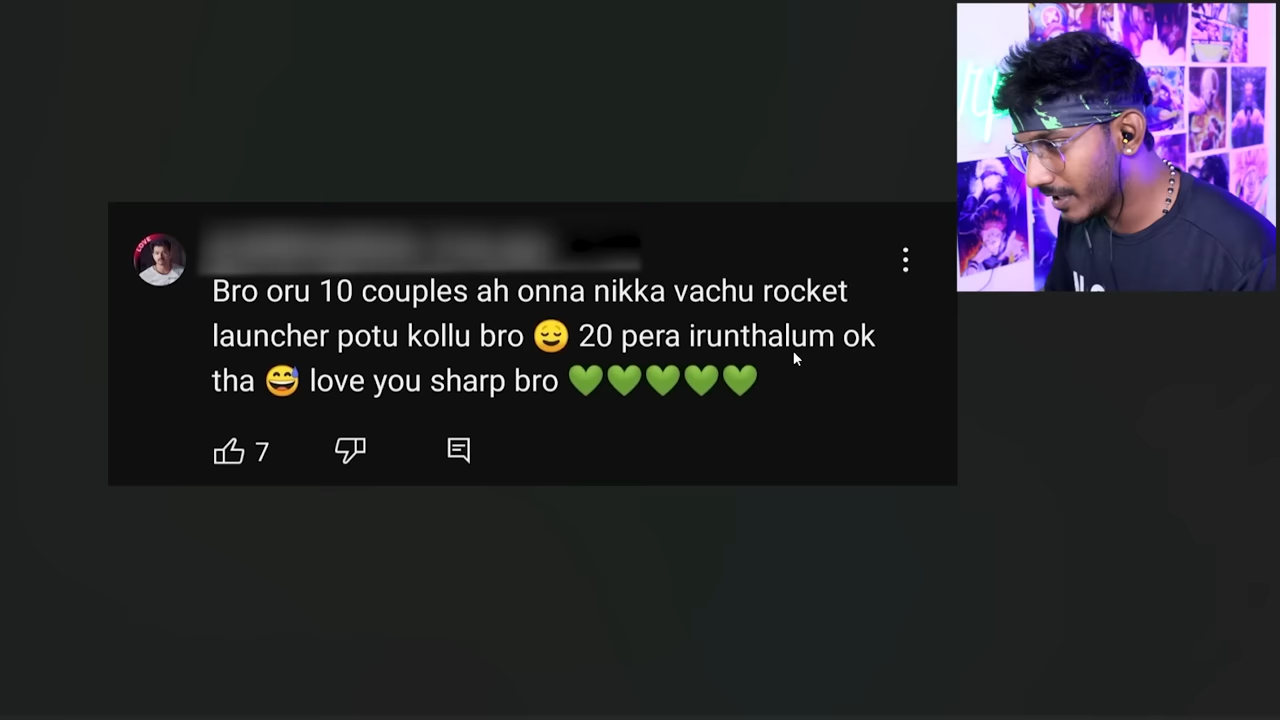 Bro oru 10 couples ah onna nikka vachu rocket
launcher potu kollu bro 😌 20 pera irunthalum ok
tha 😅 love you sharp bro 💚💚💚💚💚
7